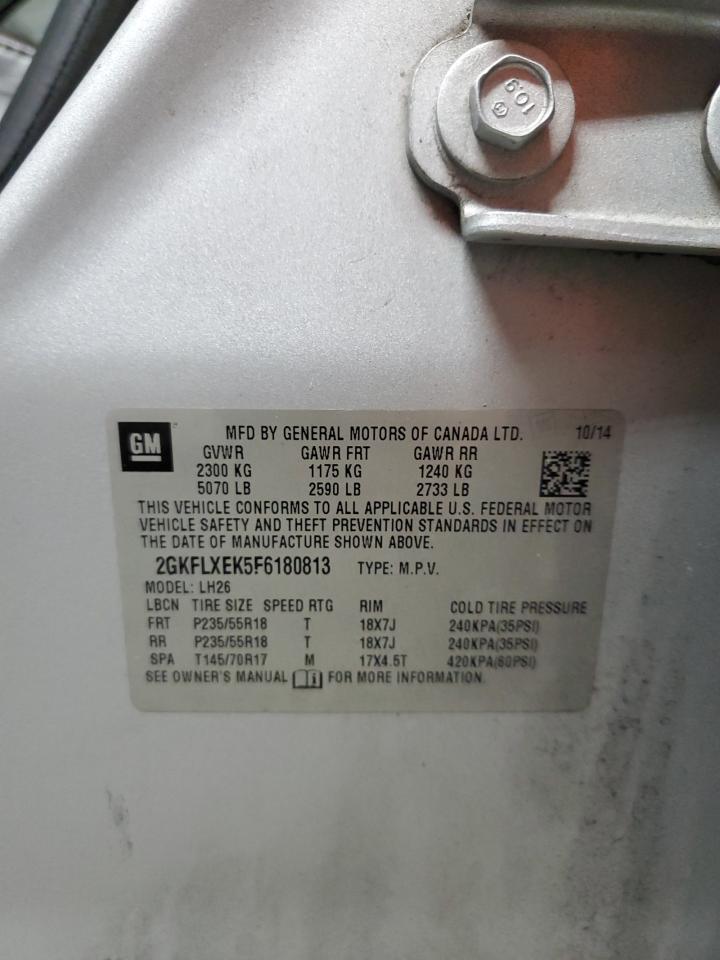 10.9
GM
MFD BY GENERAL MOTORS OF CANADA LTD. 10/14
GVWR GAWR FRT GAWR RR
2300 KG 1175 KG 1240 KG
5070 LB 2590 LB 2733 LB
THIS VEHICLE CONFORMS TO ALL APPLICABLE U.S. FEDERAL MOTOR
VEHICLE SAFETY AND THEFT PREVENTION STANDARDS IN EFFECT ON
THE DATE OF MANUFACTURE SHOWN ABOVE.
2GKFLXEK5F6180813 TYPE: M.P.V.
MODEL: LH26
LBCN TIRE SIZE SPEED RTG RIM COLD TIRE PRESSURE
FRT P235/55R18 T 18X7J 240KPA(35PSI)
RR P235/55R18 T 18X7J 240KPA(35PSI)
SPA T145/70R17 M 17X4.5T 420KPA(60PSI)
SEE OWNER'S MANUAL i FOR MORE INFORMATION.